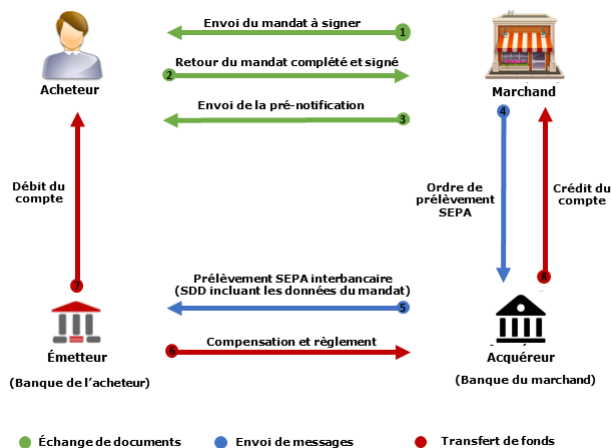 Envoi du mandat à signer
1
2
Retour du mandat complété et signé
Acheteur
Marchand
Envoi de la pré-notification
3
4
Débit du
compte
Ordre de
prélèvement
SEPA
Crédit du
compte
7
8
Prélèvement SEPA interbancaire
(SDD incluant les données du mandat)
5
6
Compensation et règlement
Émetteur
(Banque de l'acheteur)
Acquéreur
(Banque du marchand)
Échange de documents
Envoi de messages
Transfert de fonds